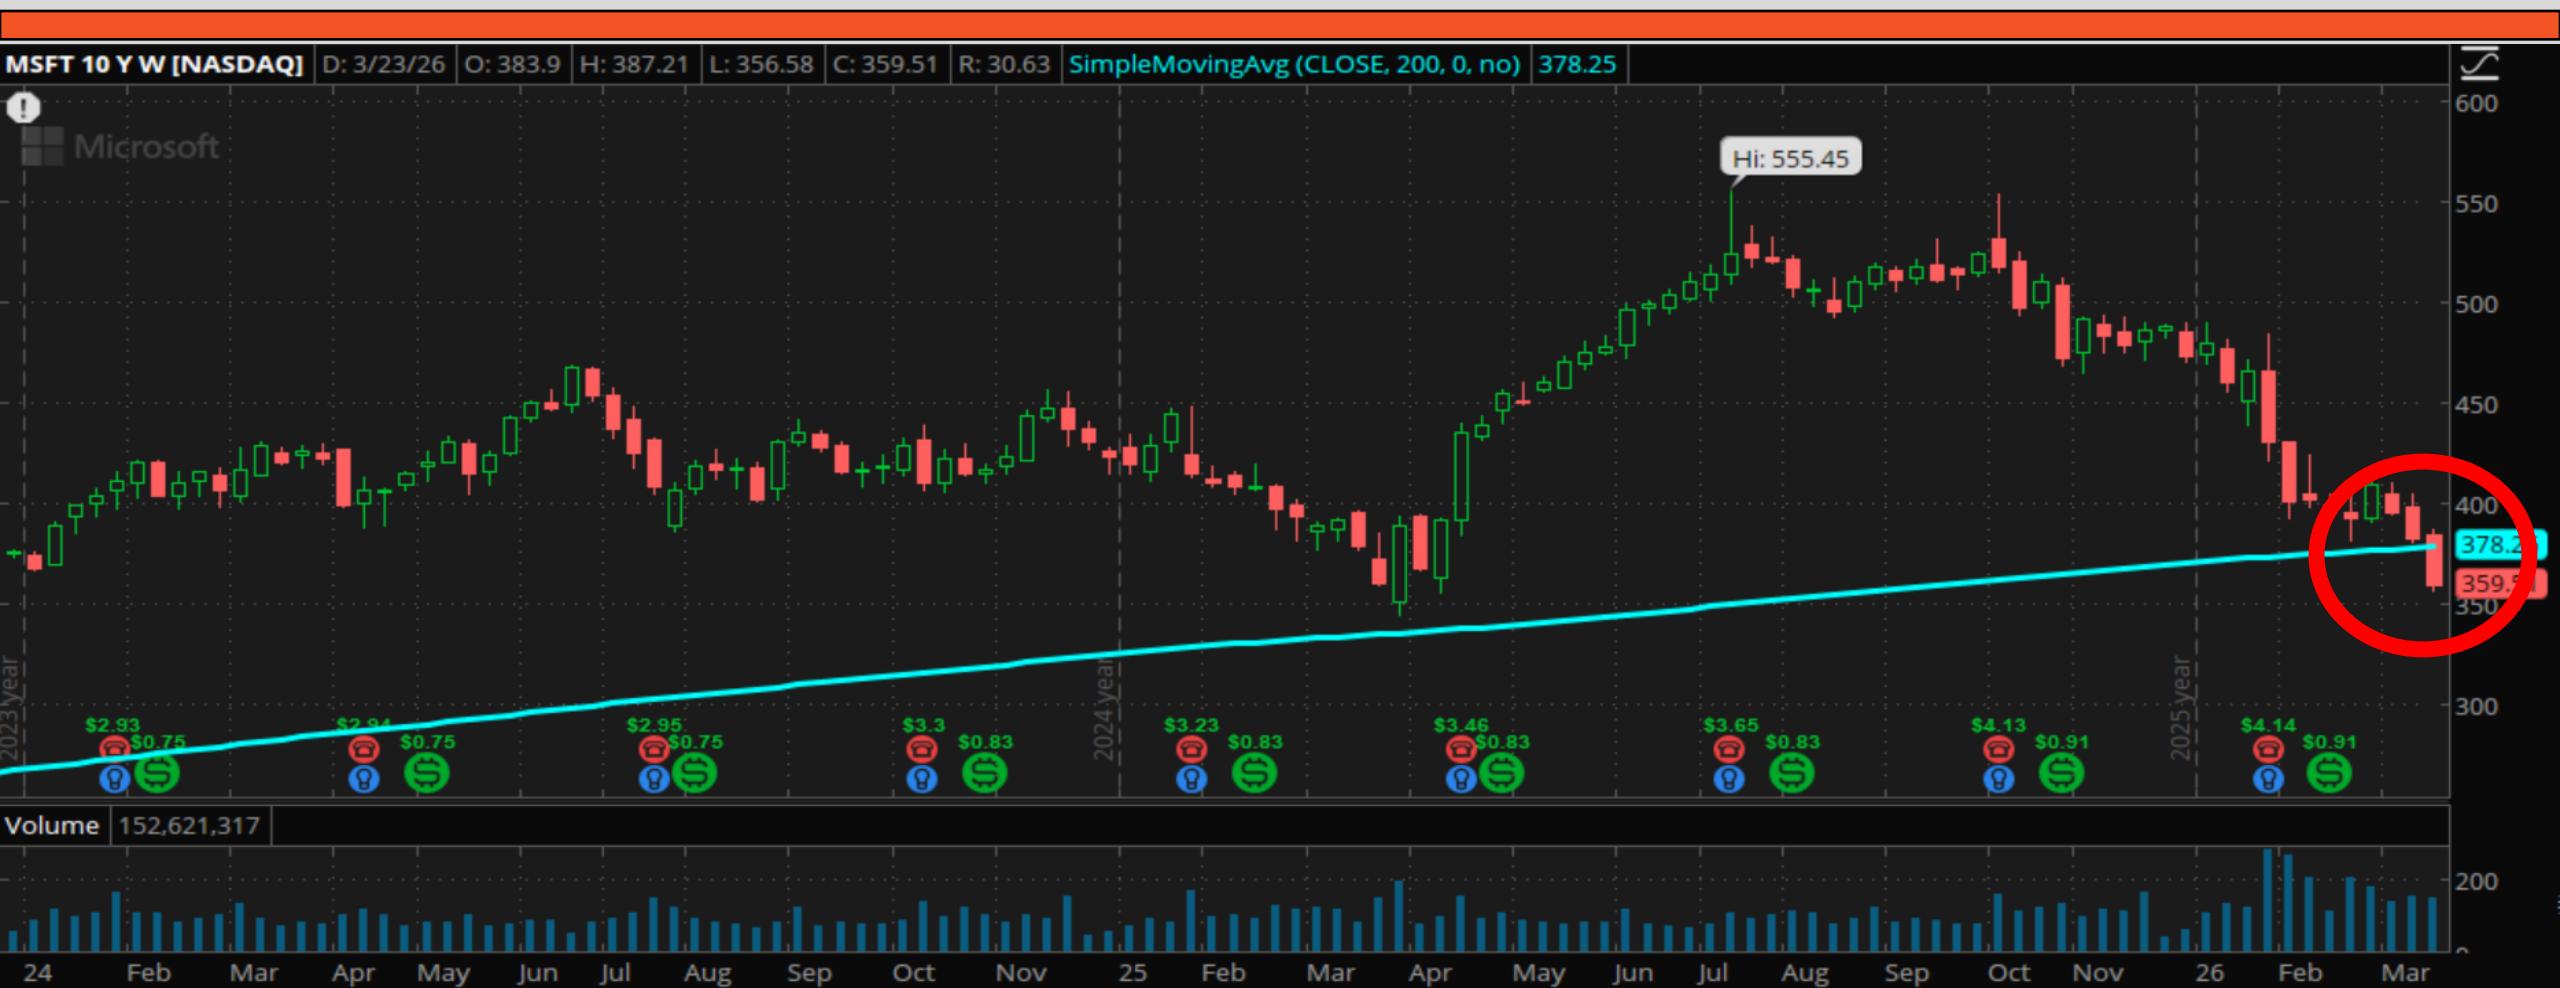 MSFT 10 Y W [NASDAQ] D: 3/23/26 O: 383.9 H: 387.21 L: 356.58 C: 359.51 R: 30.63 SimpleMovingAvg (CLOSE, 200, 0, no) 378.25
Microsoft
Hi: 555.45
600
550
500
450
400
350
300
2023 year
2024 year
2025 year
$2.93 $2.94 $2.95 $3.3 $3.23 $3.46 $3.65 $4.13 $4.14
$0.75 $0.75 $0.75 $0.83 $0.83 $0.83 $0.83 $0.91 $0.91
Volume 152,621,317
200
24 Feb Mar Apr May Jun Jul Aug Sep Oct Nov 25 Feb Mar Apr May Jun Jul Aug Sep Oct Nov 26 Feb Mar